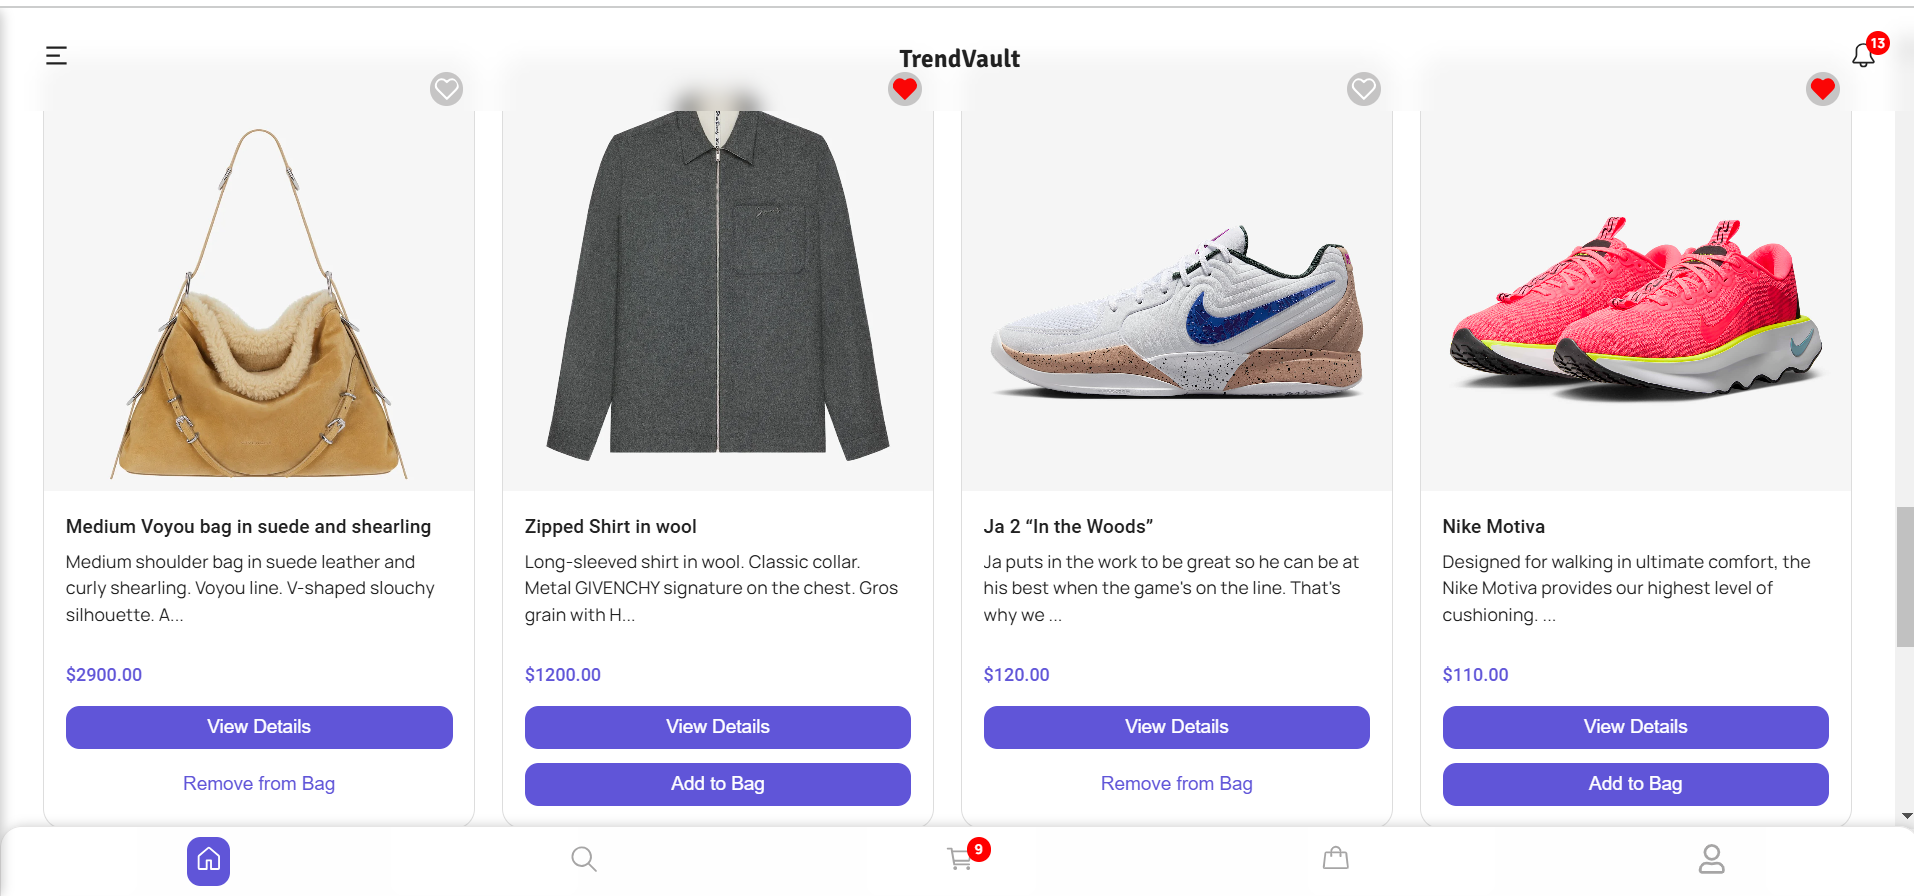 TrendVault
13
Medium Voyou bag in suede and shearling
Medium shoulder bag in suede leather and
curly shearling. Voyou line. V-shaped slouchy
silhouette. A...
$2900.00
View Details
Remove from Bag
Zipped Shirt in wool
Long-sleeved shirt in wool. Classic collar.
Metal GIVENCHY signature on the chest. Gros
grain with H...
$1200.00
View Details
Add to Bag
Ja 2 “In the Woods”
Ja puts in the work to be great so he can be at
his best when the game's on the line. That's
why we ...
$120.00
View Details
Remove from Bag
Nike Motiva
Designed for walking in ultimate comfort, the
Nike Motiva provides our highest level of
cushioning. ...
$110.00
View Details
Add to Bag
9